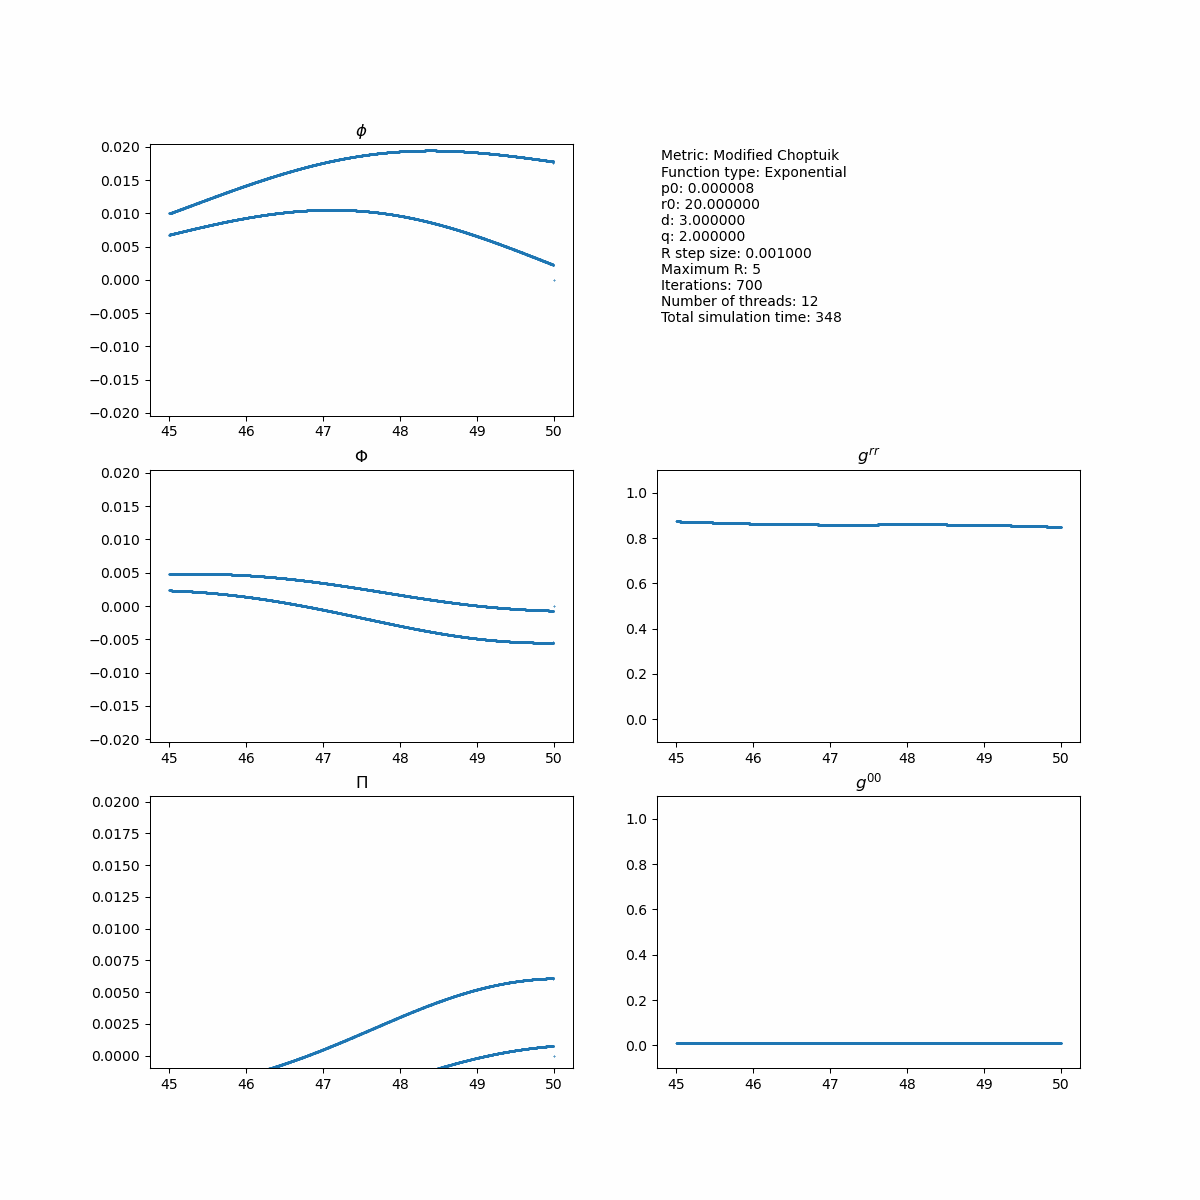 ϕ
0.020
0.015
0.010
0.005
0.000
−0.005
−0.010
−0.015
−0.020
45 46 47 48 49 50
Metric: Modified Choptuik
Function type: Exponential
p0: 0.000008
r0: 20.000000
d: 3.000000
q: 2.000000
R step size: 0.001000
Maximum R: 5
Iterations: 700
Number of threads: 12
Total simulation time: 348
Φ
0.020
0.015
0.010
0.005
0.000
−0.005
−0.010
−0.015
−0.020
45 46 47 48 49 50
g^{rr}
1.0
0.8
0.6
0.4
0.2
0.0
45 46 47 48 49 50
Π
0.0200
0.0175
0.0150
0.0125
0.0100
0.0075
0.0050
0.0025
0.0000
45 46 47 48 49 50
g^{00}
1.0
0.8
0.6
0.4
0.2
0.0
45 46 47 48 49 50